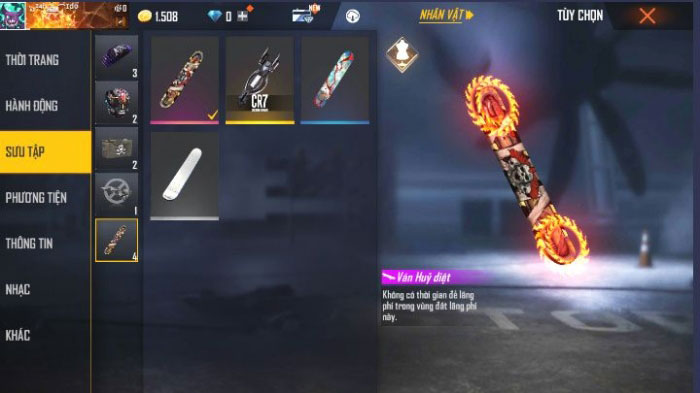 1.508
0
NEW
NHÂN VẬT
TÙY CHỌN
THỜI TRANG
HÀNH ĐỘNG
SƯU TẬP
PHƯƠNG TIỆN
THÔNG TIN
NHẠC
KHÁC
3
2
2
1
4
CR7
Ván Huỷ diệt
Không có thời gian để lãng
phí trong vùng đất lãng phí
này.